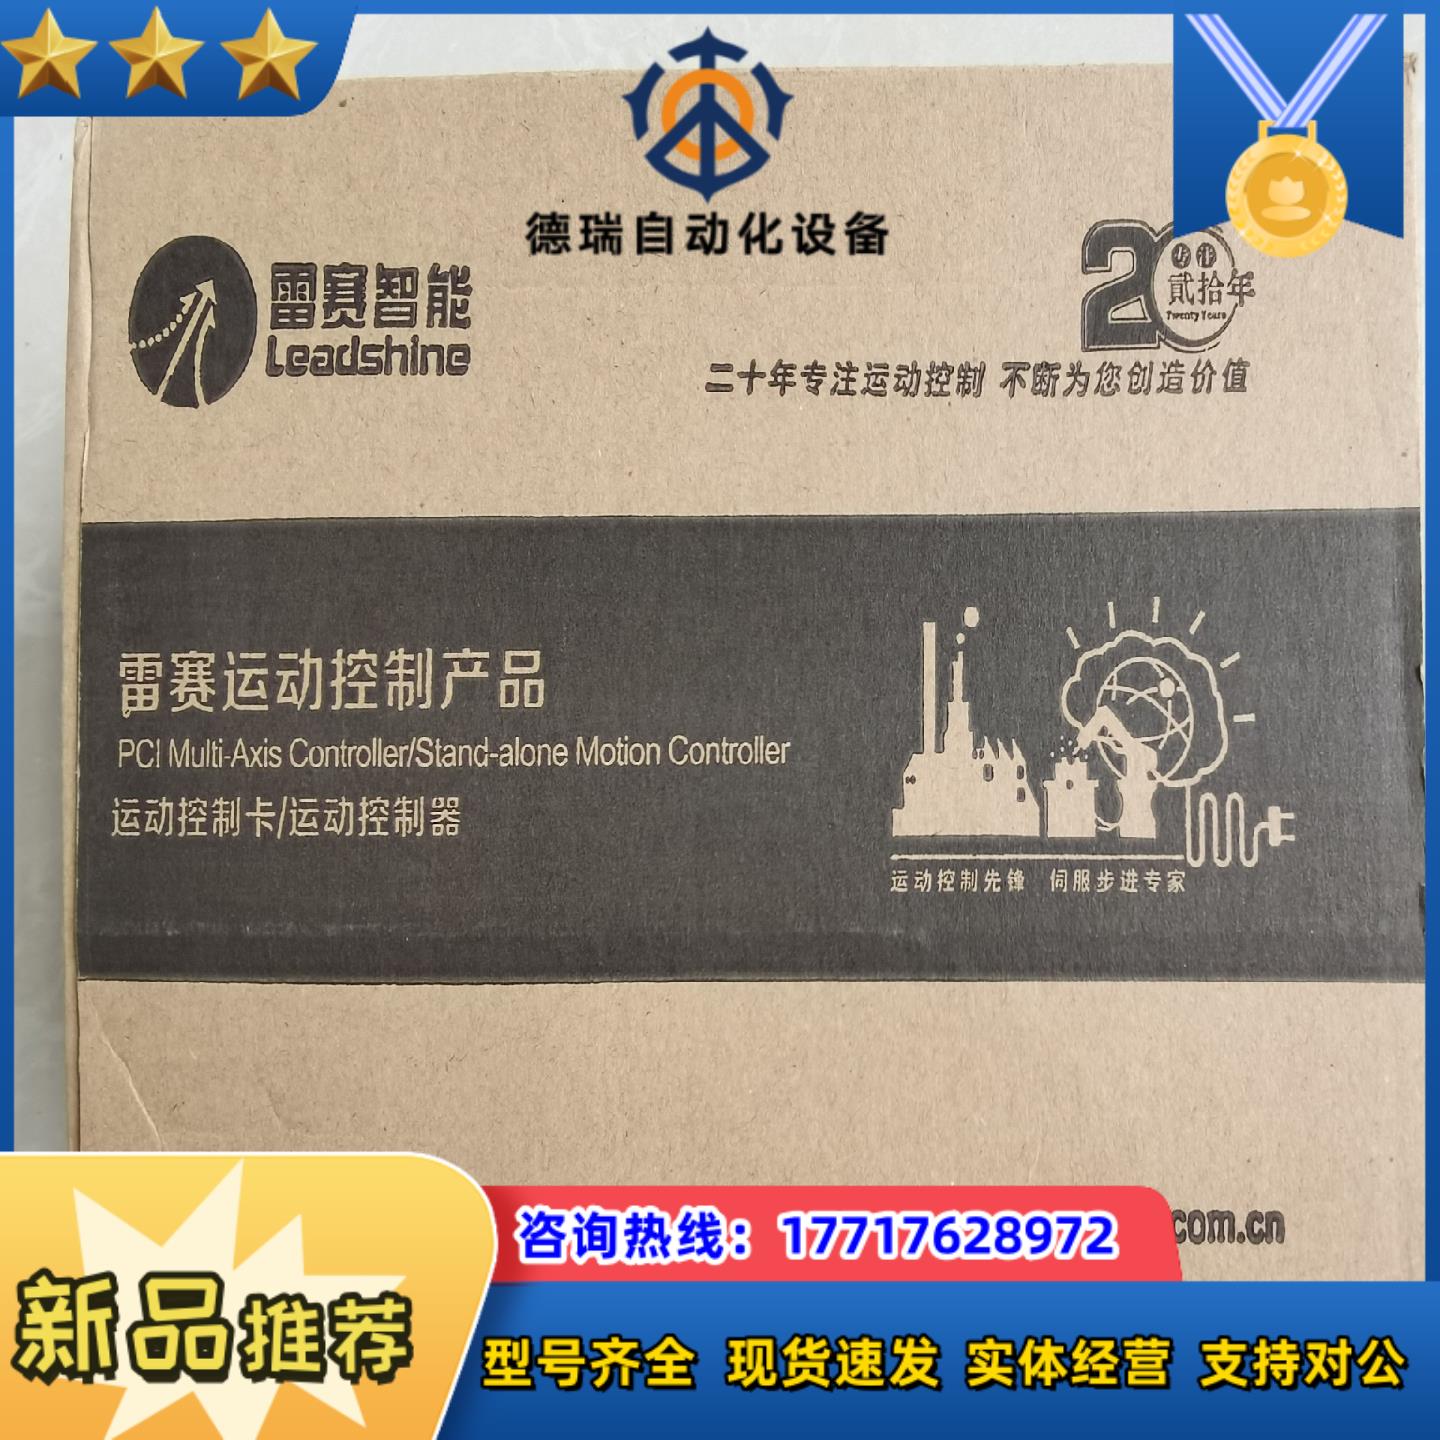 德瑞自动化设备
雷赛智能
Leadshine
20
专注
贰拾年
Twenty Years
二十年专注运动控制 不断为您创造价值
雷赛运动控制产品
PCI Multi-Axis Controller/Stand-alone Motion Controller
运动控制卡/运动控制器
运动控制先锋 伺服步进专家
.com.cn
咨询热线：17717628972
新品推荐
型号齐全 现货速发 实体经营 支持对公